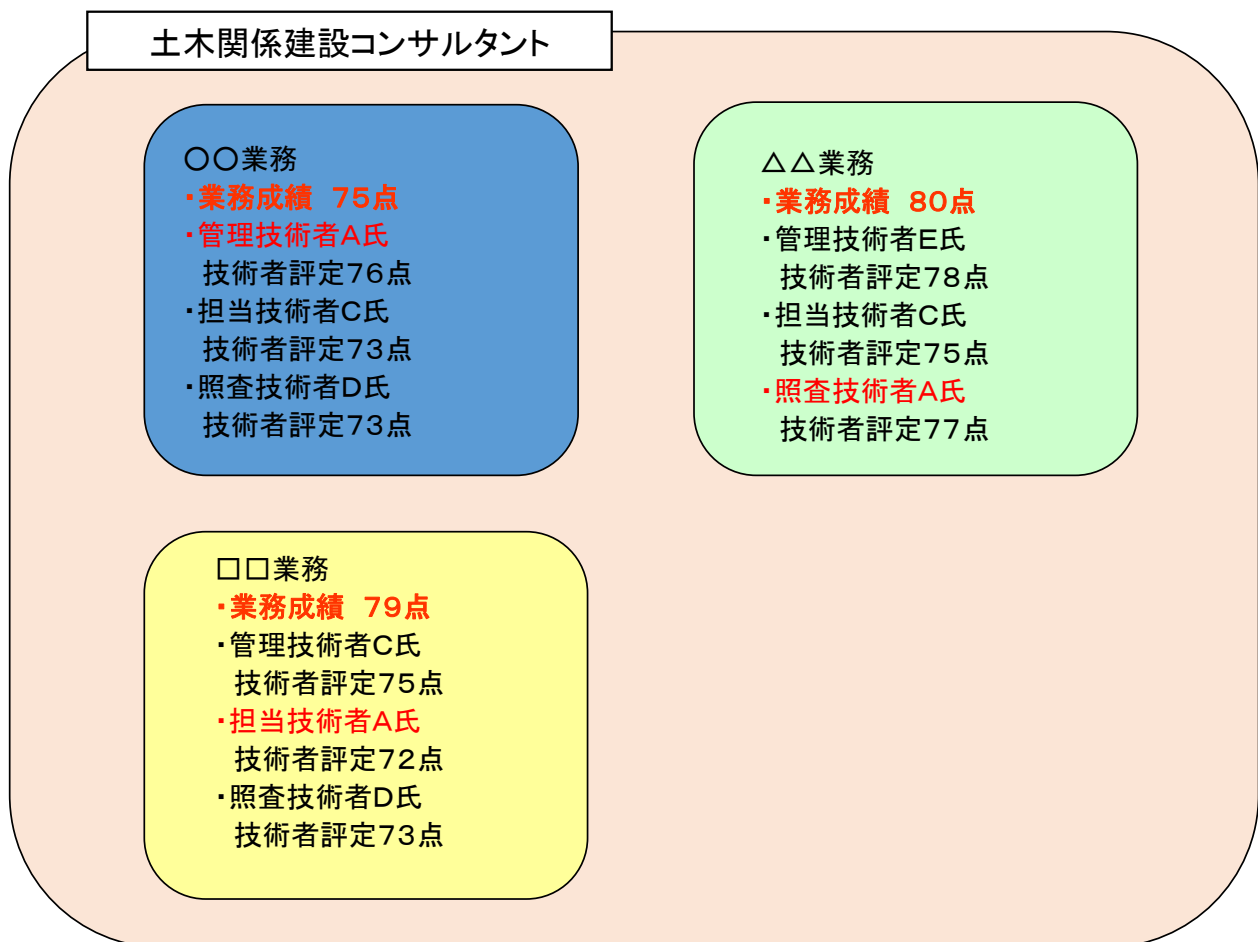 土木関係建設コンサルタント
〇〇業務
・業務成績　75点
・管理技術者A氏
技術者評定76点
・担当技術者C氏
技術者評定73点
・照査技術者D氏
技術者評定73点
△△業務
・業務成績　80点
・管理技術者E氏
技術者評定78点
・担当技術者C氏
技術者評定75点
・照査技術者A氏
技術者評定77点
□□業務
・業務成績　79点
・管理技術者C氏
技術者評定75点
・担当技術者A氏
技術者評定72点
・照査技術者D氏
技術者評定73点